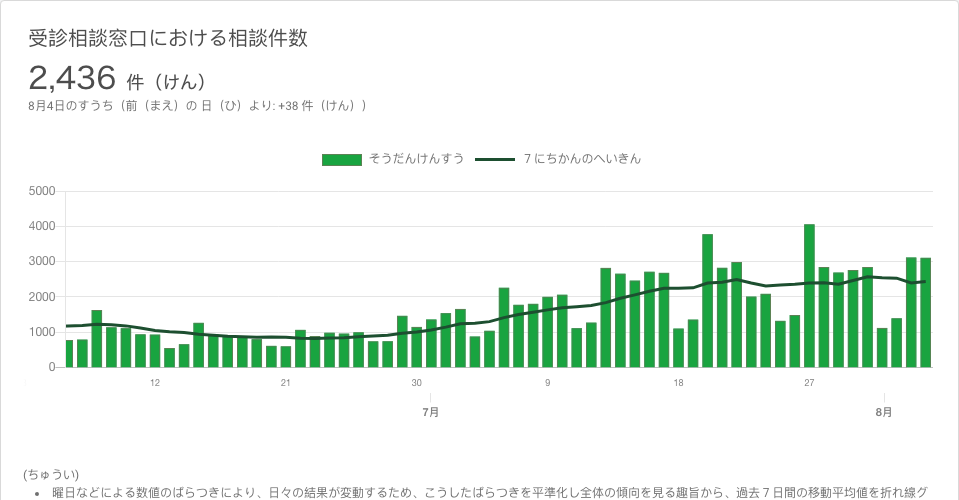 受診相談窓口における相談件数
2,436 件（けん）
8月4日のすうち（前（まえ）の 日（ひ）より: +38 件（けん））
そうだんけんすう 7 にちかんのへいきん
5000
4000
3000
2000
1000
0
12 21 30 9 18 27
7月 8月
(ちゅうい)
• 曜日などによる数値のばらつきにより、日々の結果が変動するため、こうしたばらつきを平準化し全体の傾向を見る趣旨から、過去７日間の移動平均値を折れ線グ